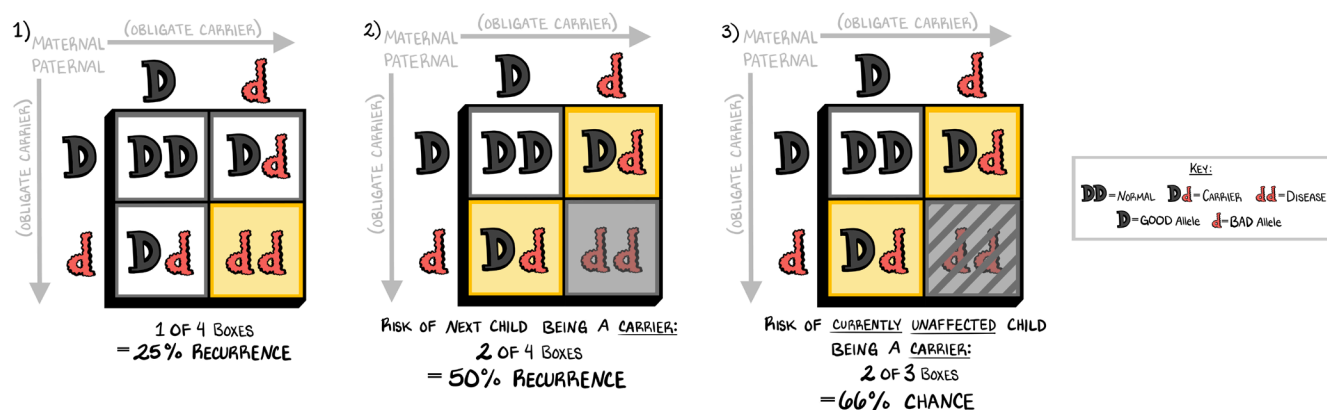 1) MATERNAL (OBLIGATE CARRIER)
PATERNAL
(OBLIGATE CARRIER)
D d
D DD Dd
d Dd dd
1 OF 4 BOXES
= 25% RECURRENCE
2) MATERNAL (OBLIGATE CARRIER)
PATERNAL
(OBLIGATE CARRIER)
D d
D DD Dd
d Dd dd
RISK OF NEXT CHILD BEING A CARRIER:
2 OF 4 BOXES
= 50% RECURRENCE
3) MATERNAL (OBLIGATE CARRIER)
PATERNAL
(OBLIGATE CARRIER)
D d
D DD Dd
d Dd dd
RISK OF CURRENTLY UNAFFECTED CHILD
BEING A CARRIER:
2 OF 3 BOXES
= 66% CHANCE
KEY:
DD = NORMAL Dd = CARRIER dd = DISEASE
D = GOOD Allele d = BAD Allele